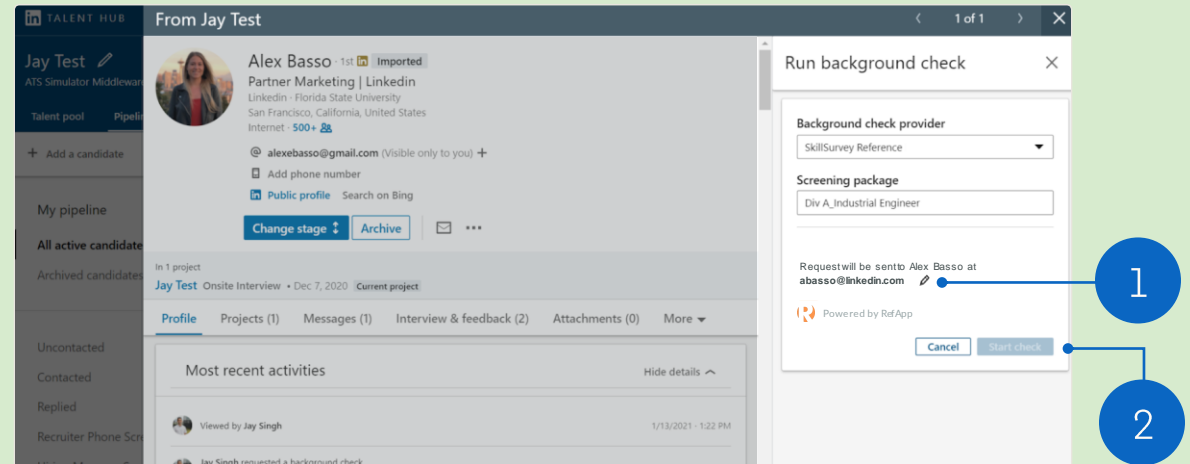 in TALENT HUB
From Jay Test
1 of 1
Jay Test
ATS Simulator Middlewar
Talent pool Pipeli
+ Add a candidate
My pipeline
All active candidate
Archived candidates
Uncontacted
Contacted
Replied
Recruiter Phone Scre
Alex Basso · 1st in Imported
Partner Marketing | Linkedin
Linkedin · Florida State University
San Francisco, California, United States
Internet · 500+
@ alexebasso@gmail.com (Visible only to you) +
Add phone number
in Public profile Search on Bing
Change stage Archive
In 1 project
Jay Test Onsite Interview • Dec 7, 2020 Current project
Profile Projects (1) Messages (1) Interview & feedback (2) Attachments (0) More
Most recent activities Hide details
Viewed by Jay Singh 1/13/2021 - 1:22 PM
Jay Singh requested a background check
Run background check
Background check provider
SkillSurvey Reference
Screening package
Div A_Industrial Engineer
Request will be sent to Alex Basso at
abasso@linkedin.com
Powered by RefApp
Cancel Start check
1
2